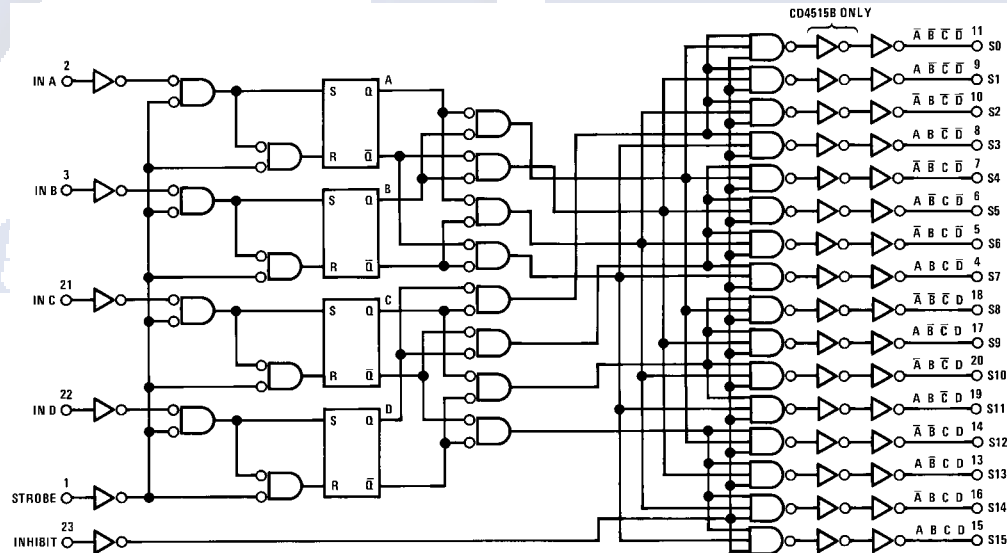 CD4515B ONLY
IN A 2
S Q A
R Q̅
IN B 3
S Q B
R Q̅
IN C 21
S Q C
R Q̅
IN D 22
S Q D
R Q̅
STROBE 1
INHIBIT 23
A̅ B̅ C̅ D̅ 11 S0
A B̅ C̅ D̅ 9 S1
A̅ B C̅ D̅ 10 S2
A B C̅ D̅ 8 S3
A̅ B̅ C D̅ 7 S4
A B̅ C D̅ 6 S5
A̅ B C D̅ 5 S6
A B C D̅ 4 S7
A̅ B̅ C̅ D 18 S8
A B̅ C̅ D 17 S9
A̅ B C̅ D 20 S10
A B C̅ D 19 S11
A̅ B̅ C D 14 S12
A B̅ C D 13 S13
A̅ B C D 16 S14
A B C D 15 S15